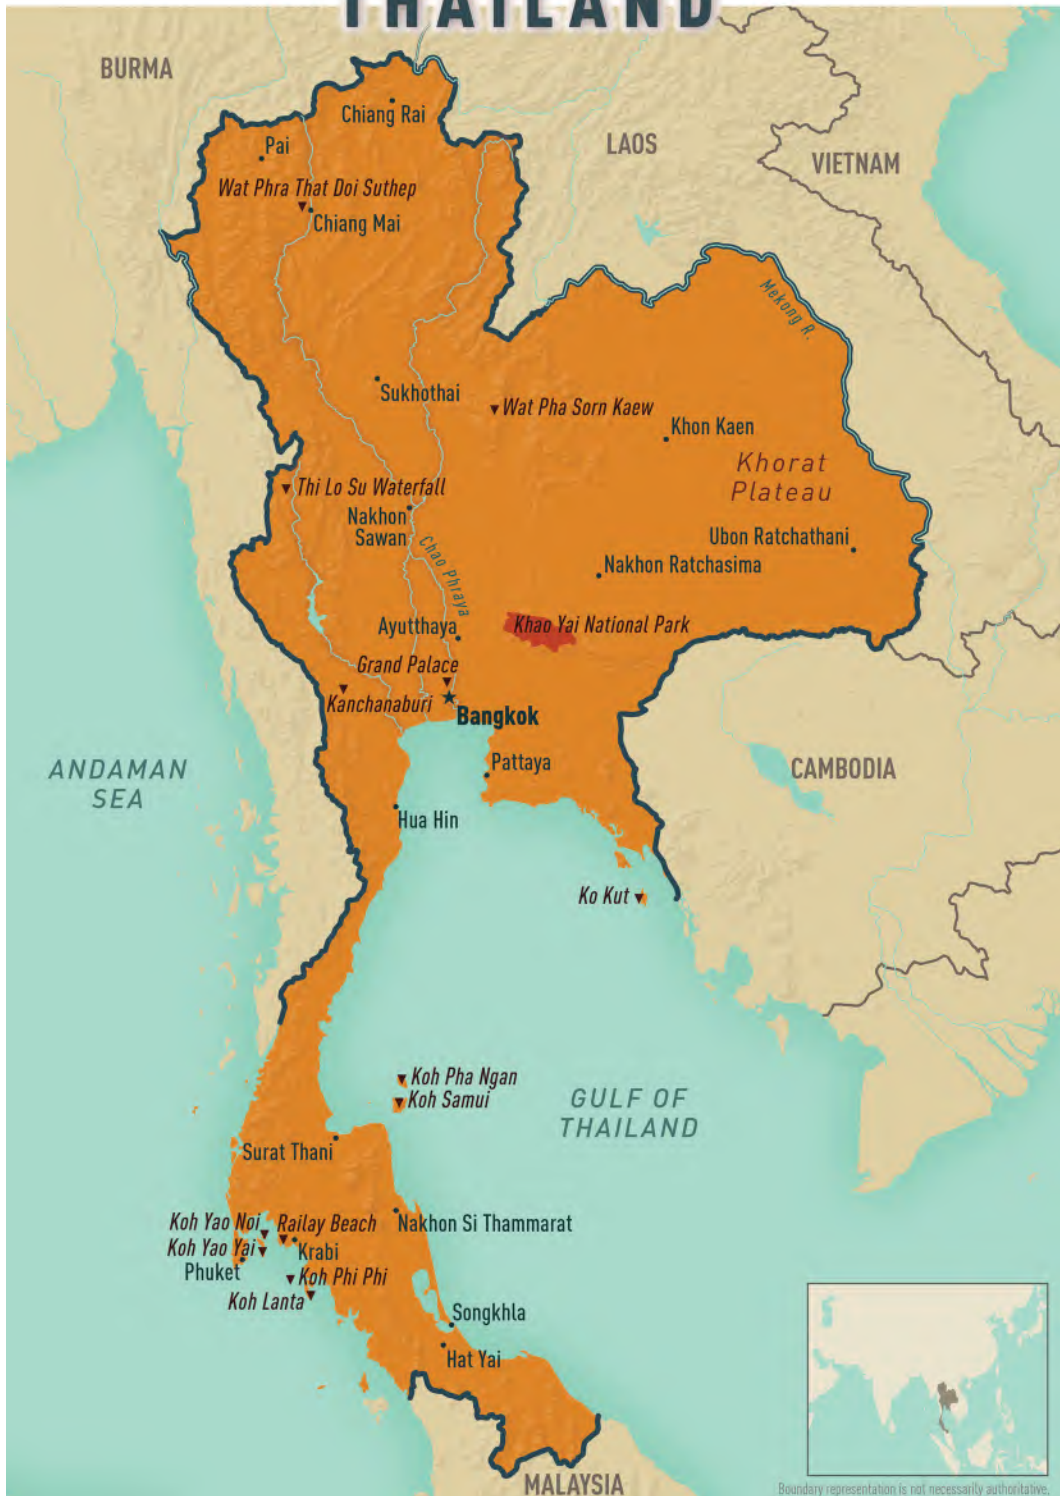 THAILAND
BURMA
Chiang Rai
LAOS
Pai
VIETNAM
Wat Phra That Doi Suthep
Chiang Mai
Mekong R.
Sukhothai
Wat Pha Sorn Kaew
Khon Kaen
Khorat
Plateau
Thi Lo Su Waterfall
Nakhon
Sawan
Chao Phraya
Ubon Ratchathani
Nakhon Ratchasima
Ayutthaya
Khao Yai National Park
Grand Palace
Kanchanaburi
Bangkok
ANDAMAN
SEA
Pattaya
CAMBODIA
Hua Hin
Ko Kut
Koh Pha Ngan
Koh Samui
GULF OF
THAILAND
Surat Thani
Koh Yao Noi
Railay Beach
Nakhon Si Thammarat
Koh Yao Yai
Krabi
Phuket
Koh Phi Phi
Koh Lanta
Songkhla
Hat Yai
MALAYSIA
Boundary representation is not necessarily authoritative.